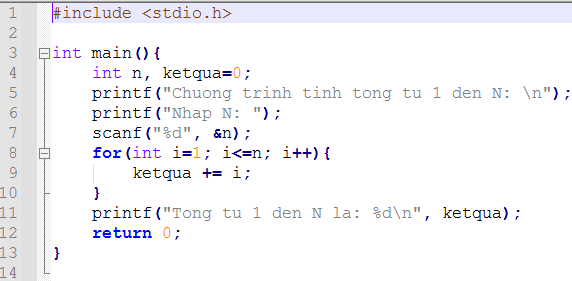 1 #include <stdio.h>
2
3 int main(){
4 int n, ketqua=0;
5 printf("Chuong trinh tinh tong tu 1 den N: \n");
6 printf("Nhap N: ");
7 scanf("%d", &n);
8 for(int i=1; i<=n; i++){
9 ketqua += i;
10 }
11 printf("Tong tu 1 den N la: %d\n", ketqua);
12 return 0;
13 }
14